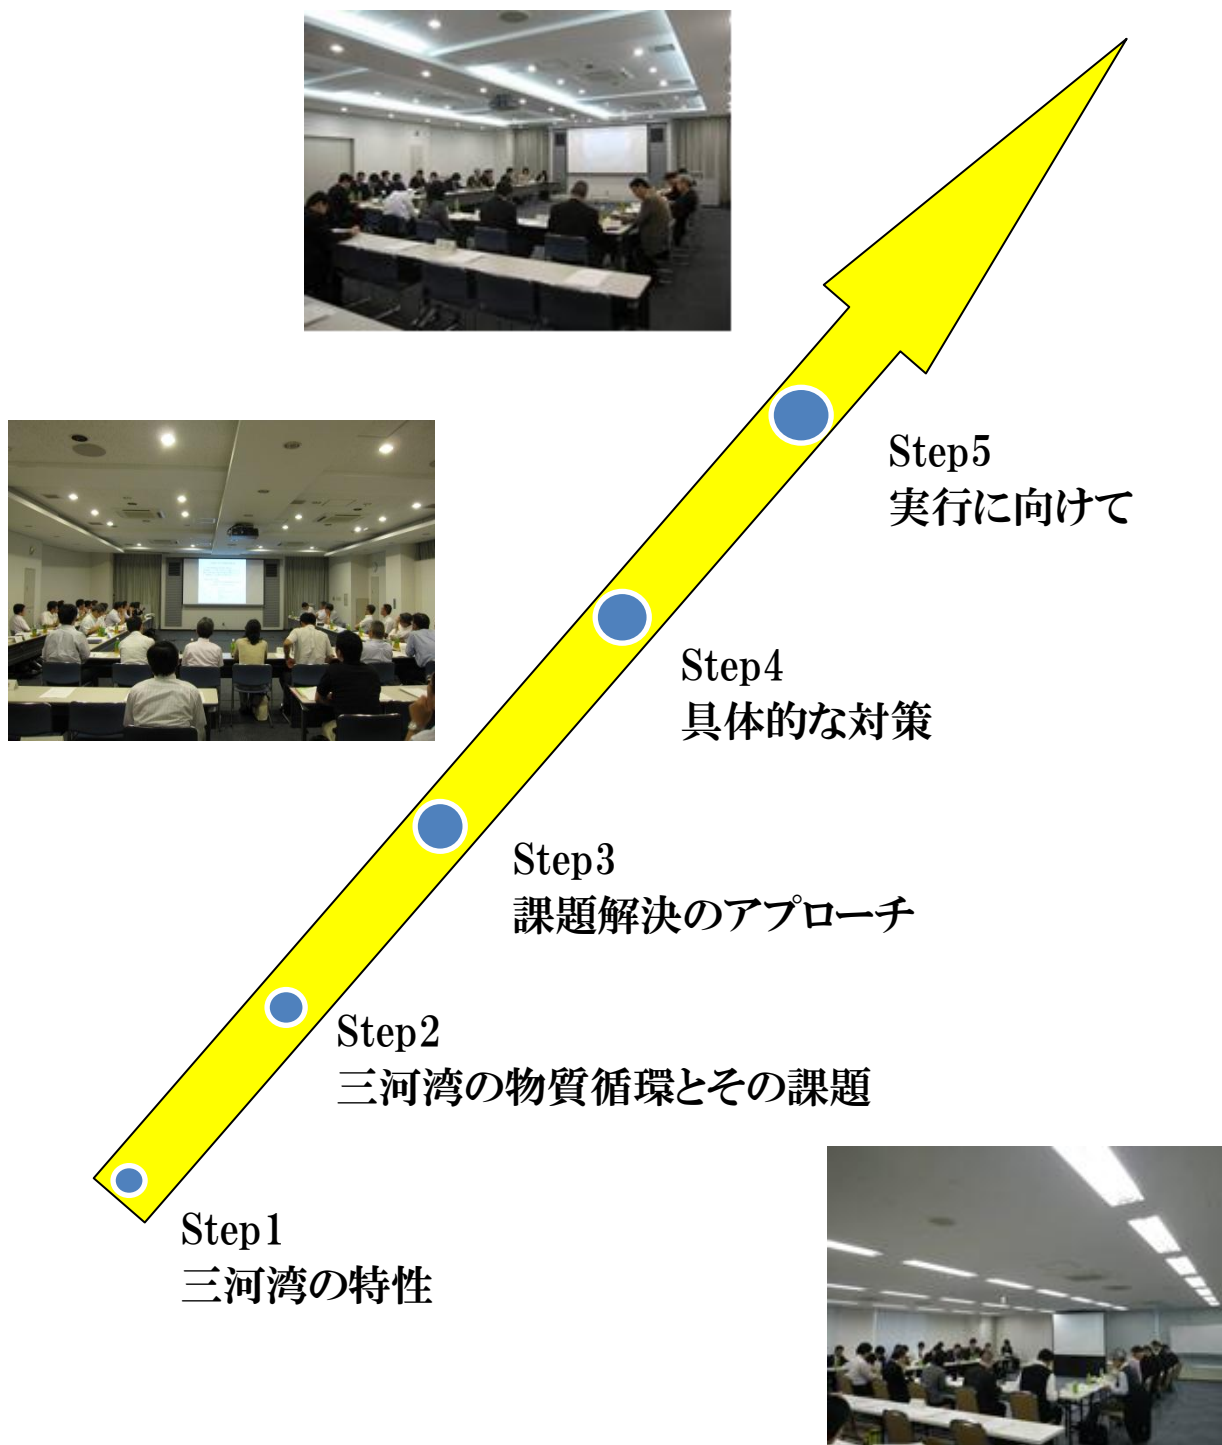 Step5
実行に向けて
Step4
具体的な対策
Step3
課題解決のアプローチ
Step2
三河湾の物質循環とその課題
Step1
三河湾の特性